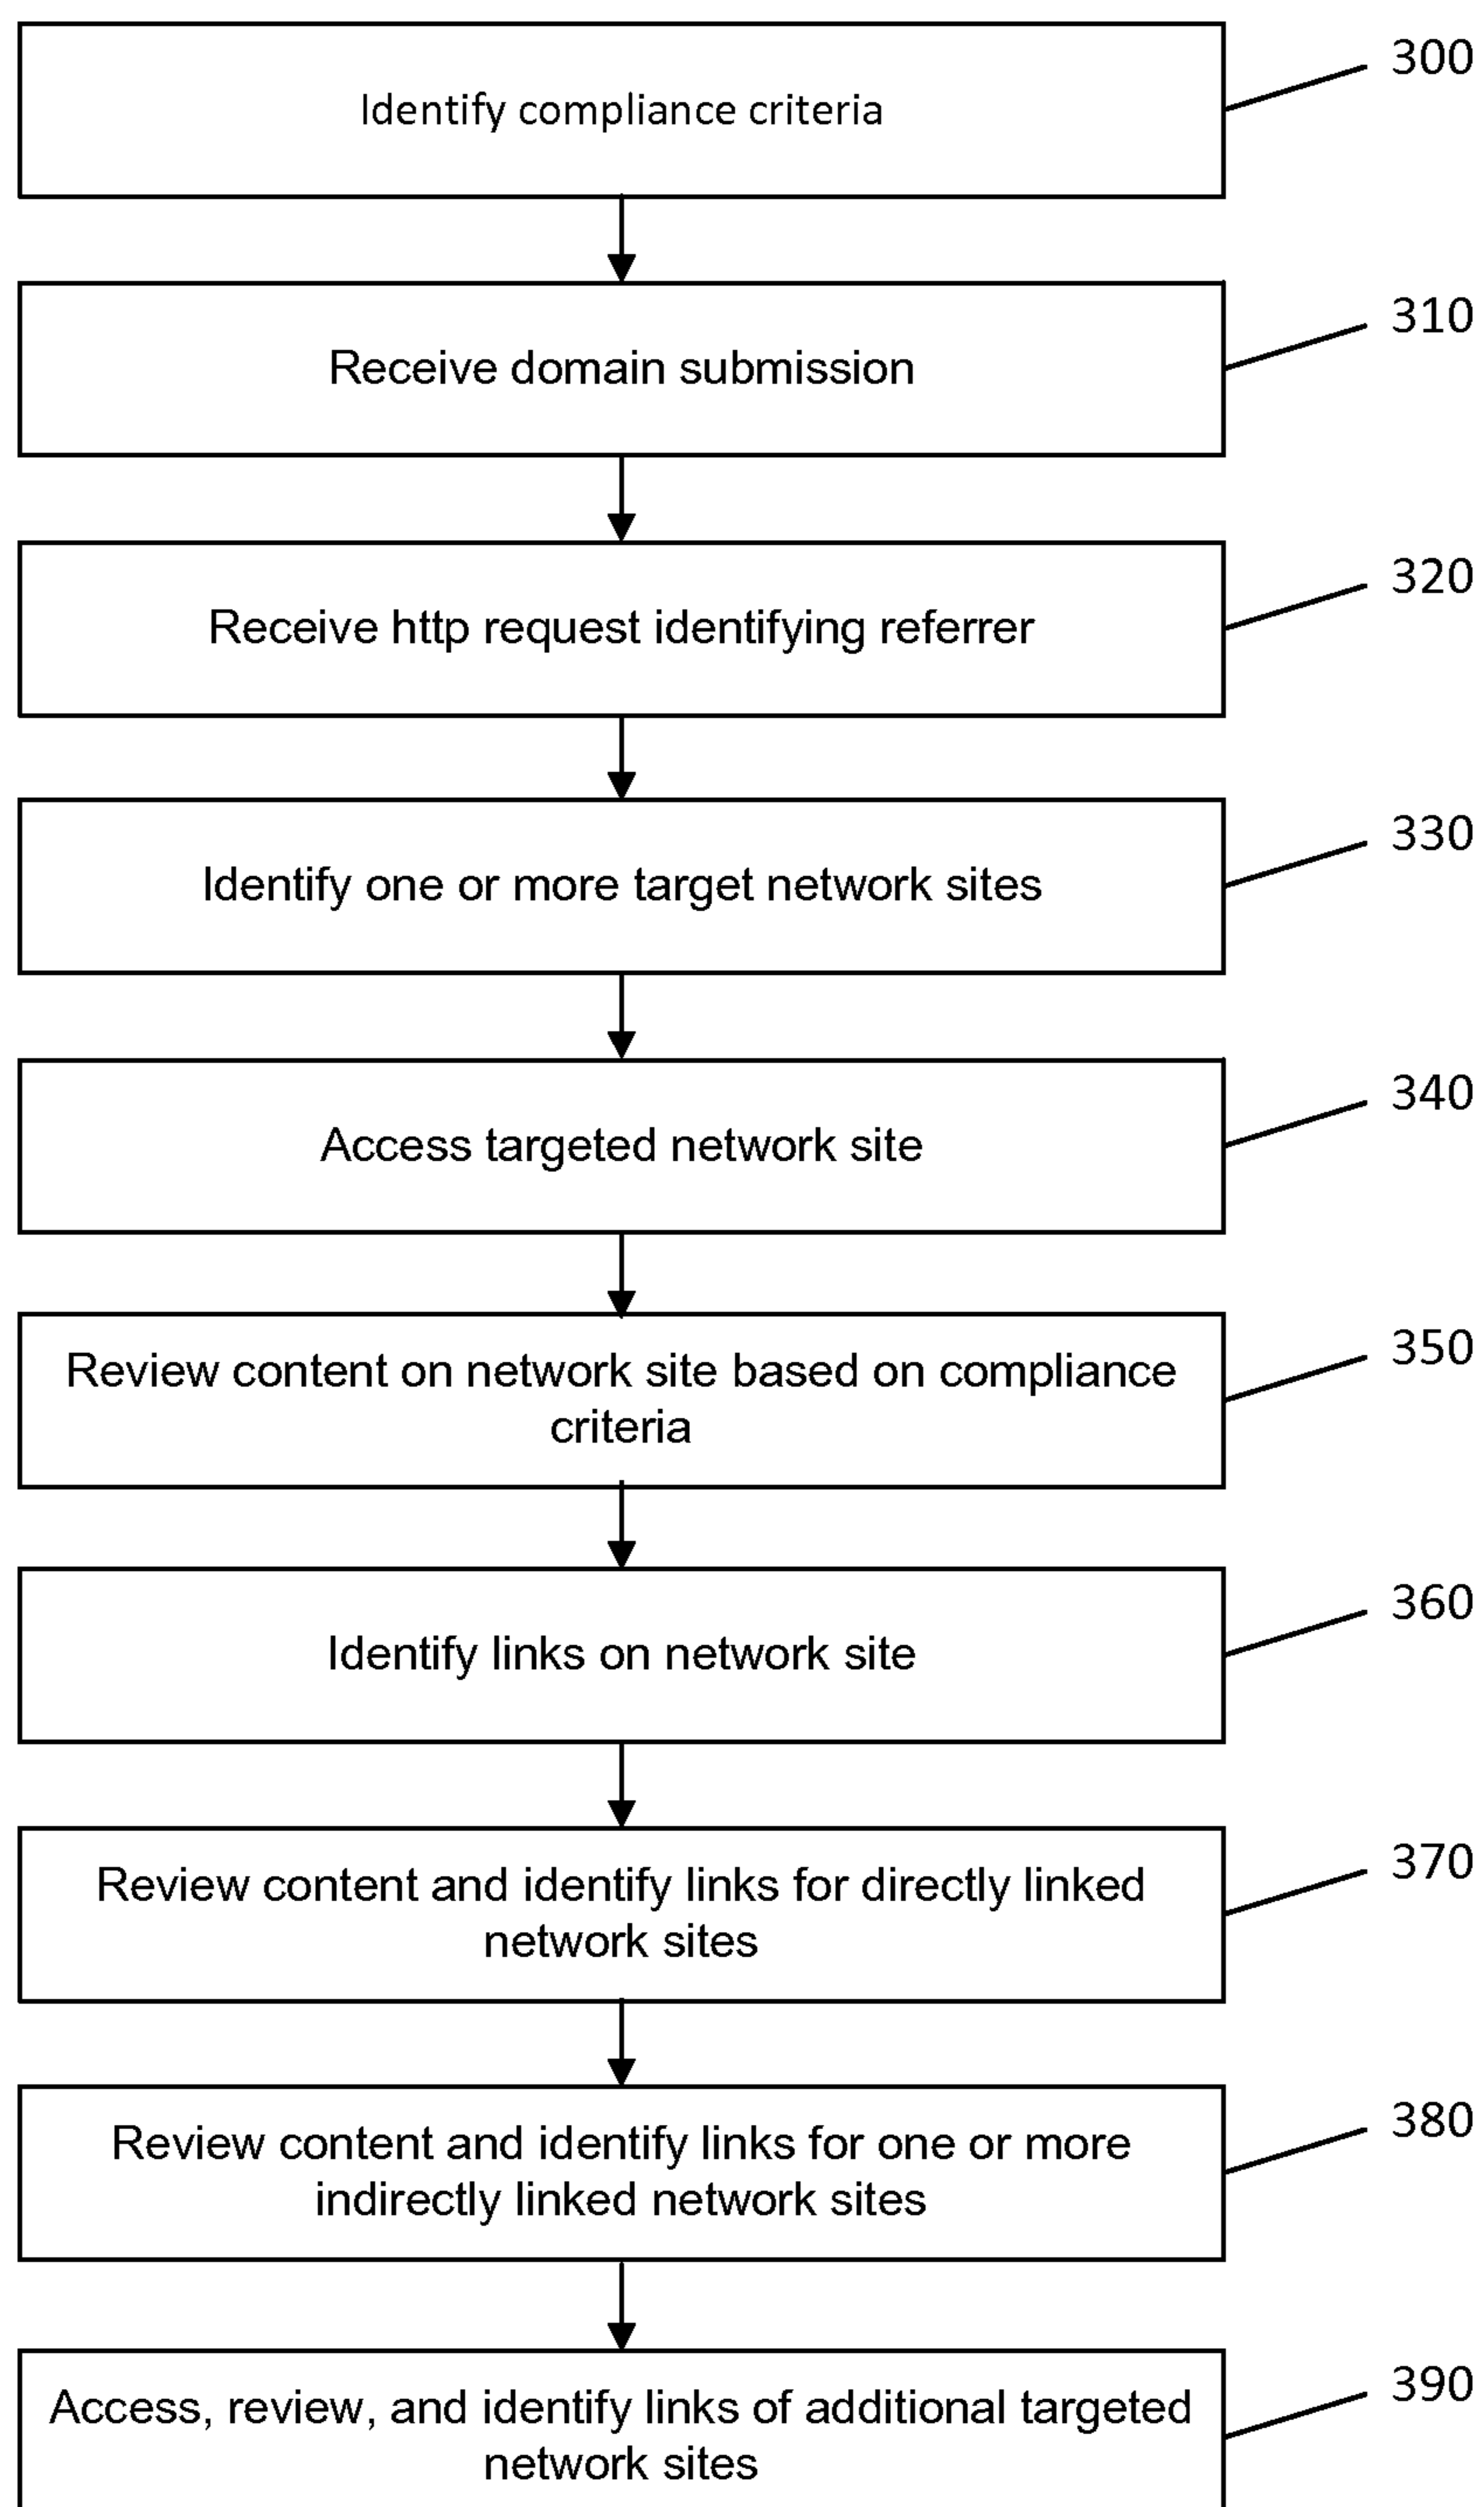 Identify compliance criteria
300
Receive domain submission
310
Receive http request identifying referrer
320
Identify one or more target network sites
330
Access targeted network site
340
Review content on network site based on compliance
criteria
350
Identify links on network site
360
Review content and identify links for directly linked
network sites
370
Review content and identify links for one or more
indirectly linked network sites
380
Access, review, and identify links of additional targeted
network sites
390